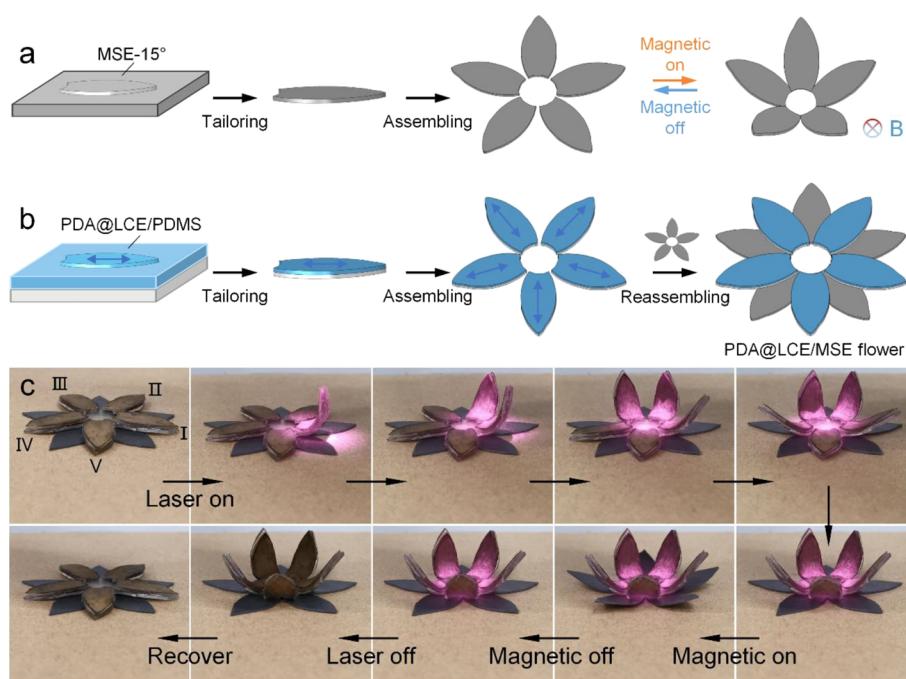 a
MSE-15°
Tailoring
Assembling
Magnetic
on
Magnetic
off
B
b
PDA@LCE/PDMS
Tailoring
Assembling
Reassembling
PDA@LCE/MSE flower
c
III
II
IV
I
V
Laser on
Recover
Laser off
Magnetic off
Magnetic on